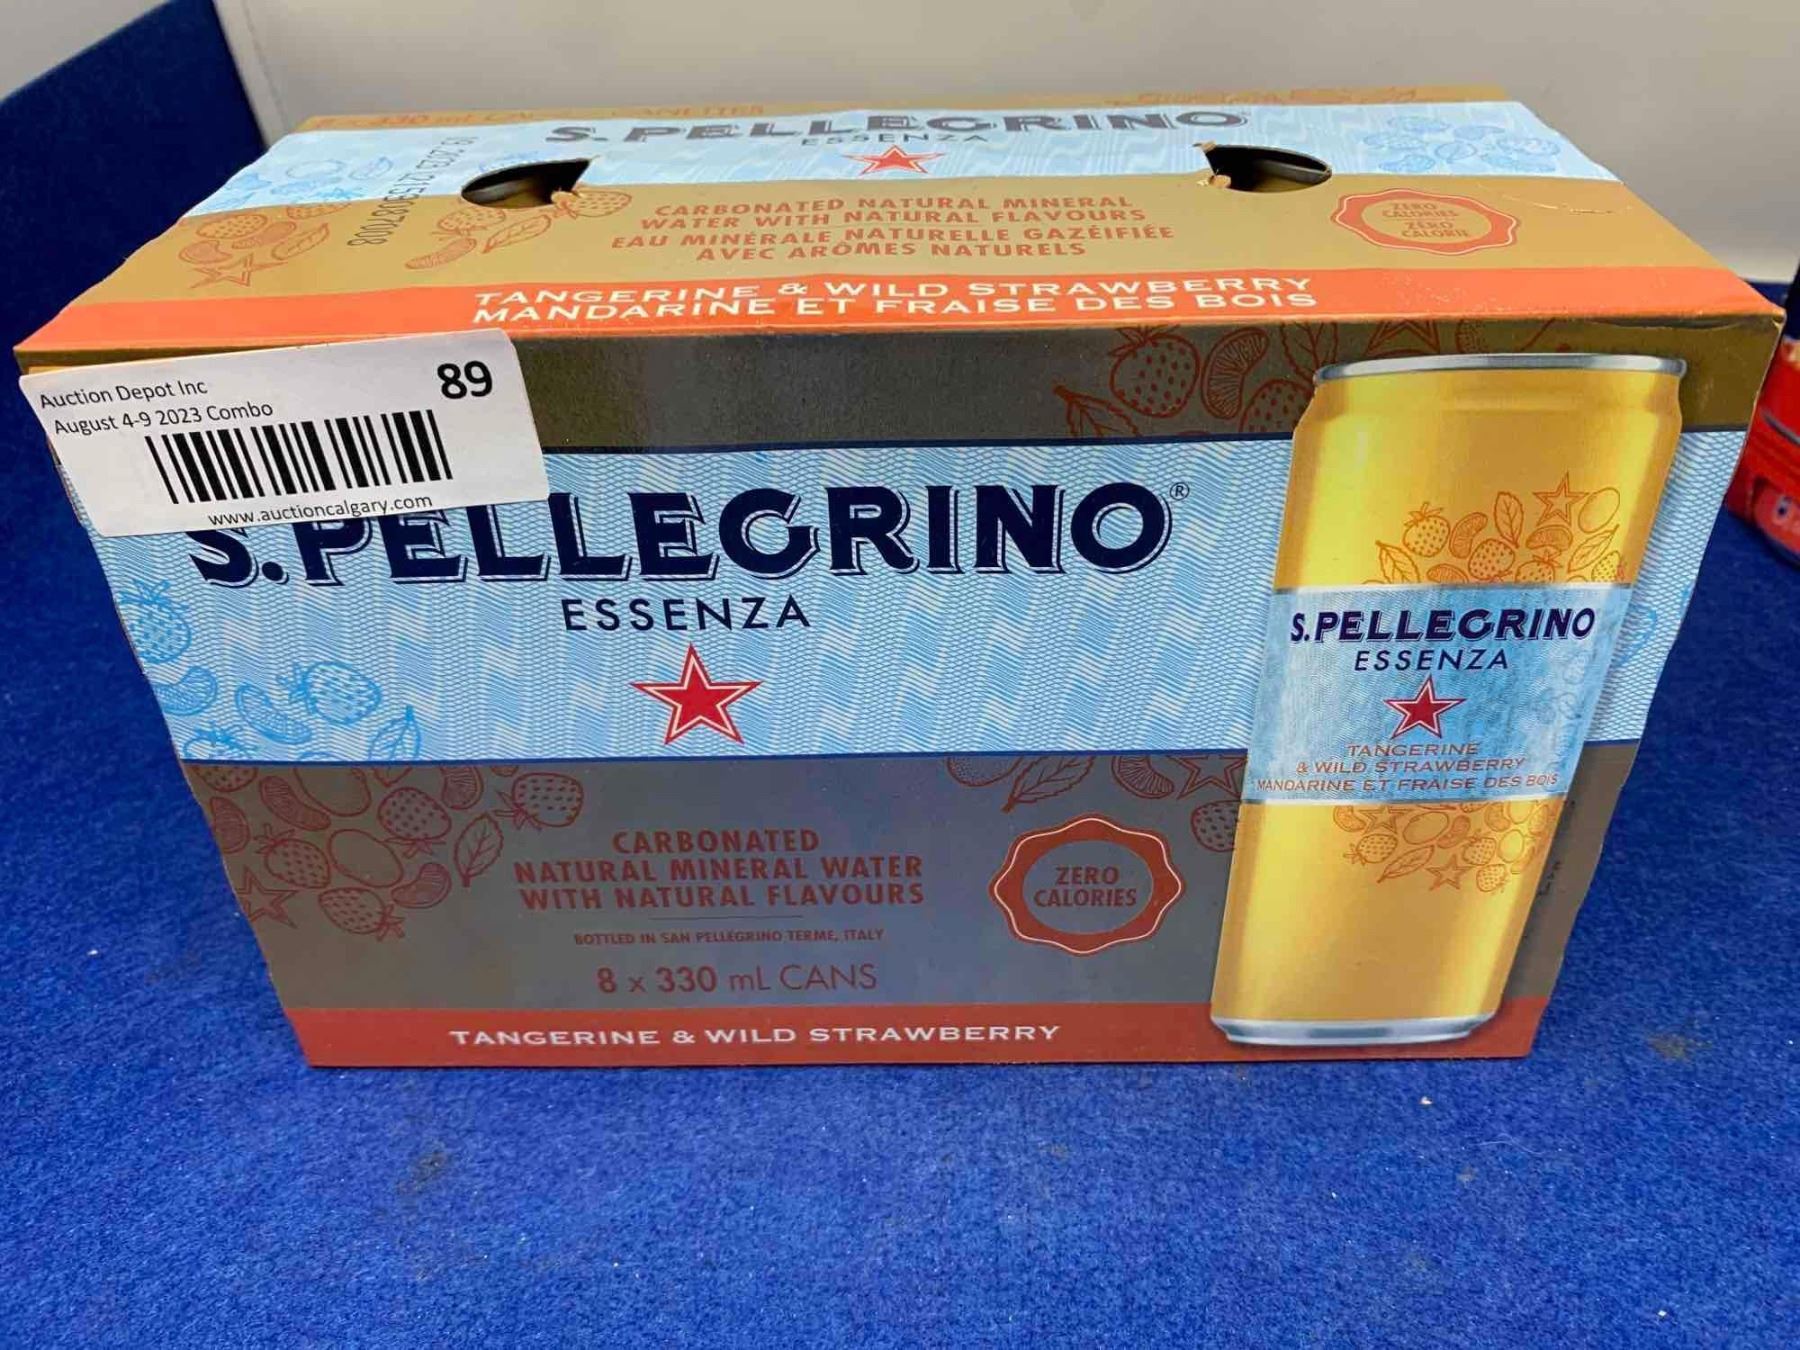 S. PELLEGRINO
ESSENZA
CARBONATED NATURAL MINERAL
WATER WITH NATURAL FLAVOURS
EAU MINÉRALE NATURELLE GAZÉIFIÉE
AVEC ARÔMES NATURELS
ZERO
CALORIES
ZERO
CALORIE
TANGERINE & WILD STRAWBERRY
MANDARINE ET FRAISE DES BOIS
Auction Depot Inc
89
August 4-9 2023 Combo
www.auctioncalgary.com
S.PELLEGRINO®
ESSENZA
S.PELLEGRINO
ESSENZA
TANGERINE
& WILD STRAWBERRY
MANDARINE ET FRAISE DES BOIS
CARBONATED
NATURAL MINERAL WATER
WITH NATURAL FLAVOURS
BOTTLED IN SAN PELLEGRINO TERME, ITALY
8 x 330 mL CANS
ZERO
CALORIES
TANGERINE & WILD STRAWBERRY